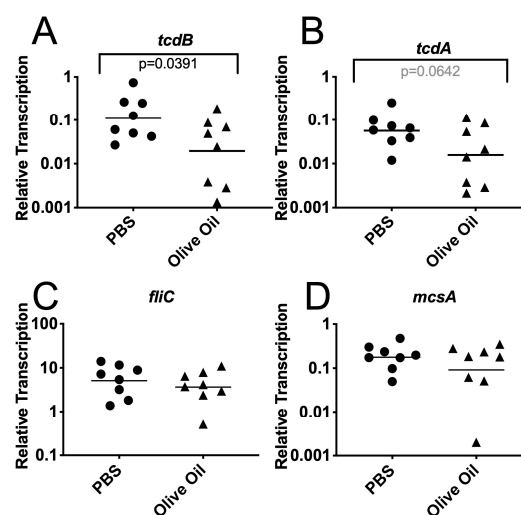 A
tcdB
p=0.0391
Relative Transcription
1
0.1
0.01
0.001
PBS
Olive Oil
B
tcdA
p=0.0642
Relative Transcription
1
0.1
0.01
0.001
PBS
Olive Oil
C
fliC
Relative Transcription
100
10
1
0.1
PBS
Olive Oil
D
mcsA
Relative Transcription
1
0.1
0.01
0.001
PBS
Olive Oil